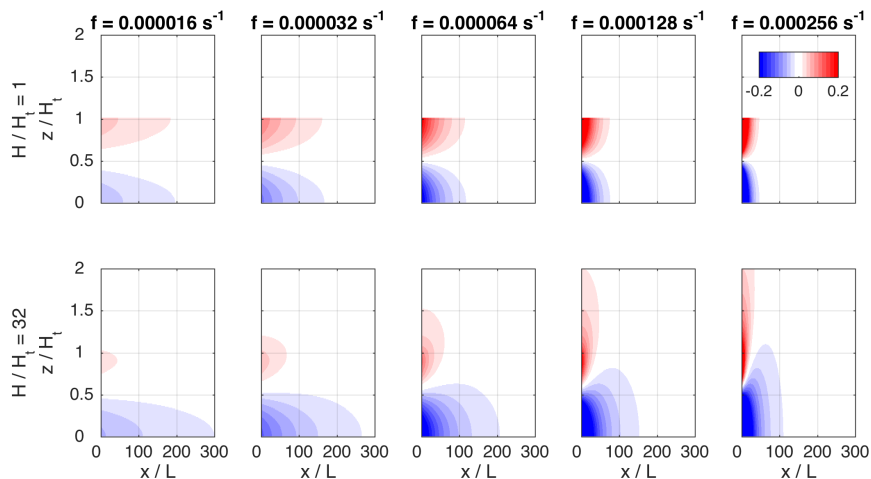 f = 0.000016 s⁻¹ f = 0.000032 s⁻¹ f = 0.000064 s⁻¹ f = 0.000128 s⁻¹ f = 0.000256 s⁻¹
2
1.5
1
0.5
0
H / Hₜ = 1
z / Hₜ
-0.2 0 0.2
2
1.5
1
0.5
0
H / Hₜ = 32
z / Hₜ
0 100 200 300 0 100 200 300 0 100 200 300 0 100 200 300 0 100 200 300
x / L x / L x / L x / L x / L